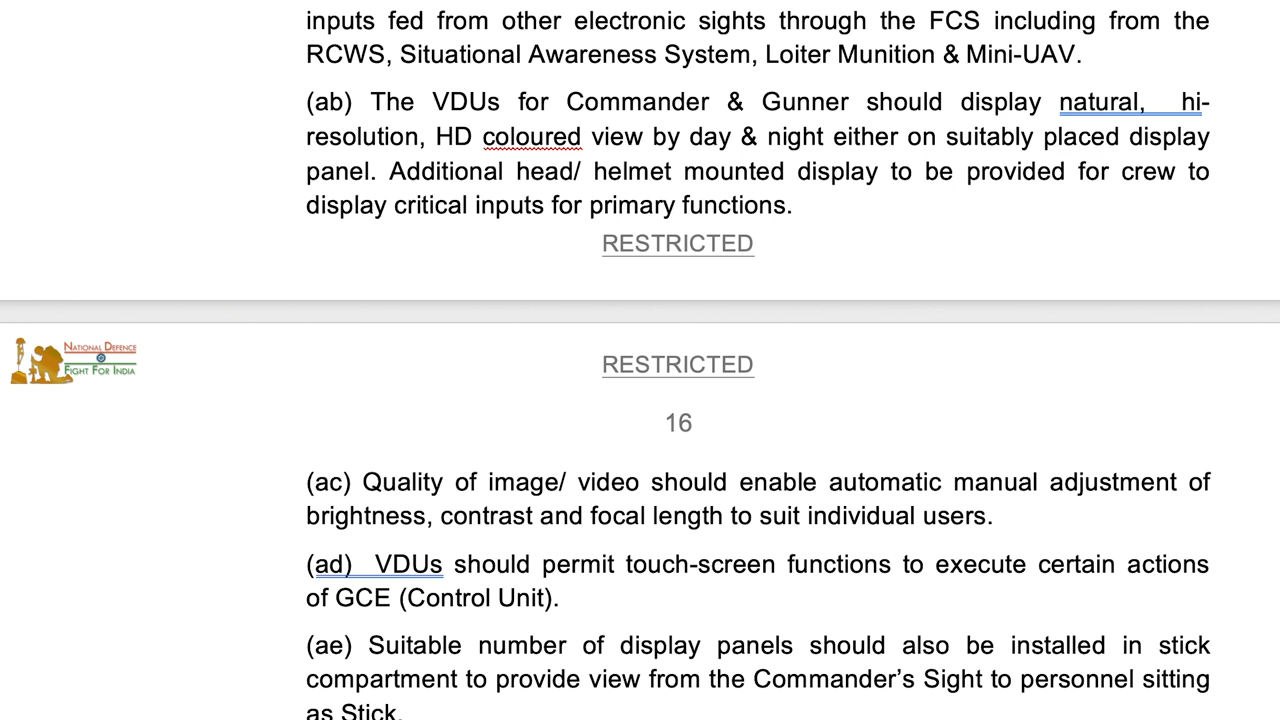 inputs fed from other electronic sights through the FCS including from the
RCWS, Situational Awareness System, Loiter Munition & Mini-UAV.
(ab) The VDUs for Commander & Gunner should display natural, hi-
resolution, HD coloured view by day & night either on suitably placed display
panel. Additional head/ helmet mounted display to be provided for crew to
display critical inputs for primary functions.
RESTRICTED
NATIONAL DEFENCE
FIGHT FOR INDIA
RESTRICTED
16
(ac) Quality of image/ video should enable automatic manual adjustment of
brightness, contrast and focal length to suit individual users.
(ad) VDUs should permit touch-screen functions to execute certain actions
of GCE (Control Unit).
(ae) Suitable number of display panels should also be installed in stick
compartment to provide view from the Commander’s Sight to personnel sitting
as Stick.